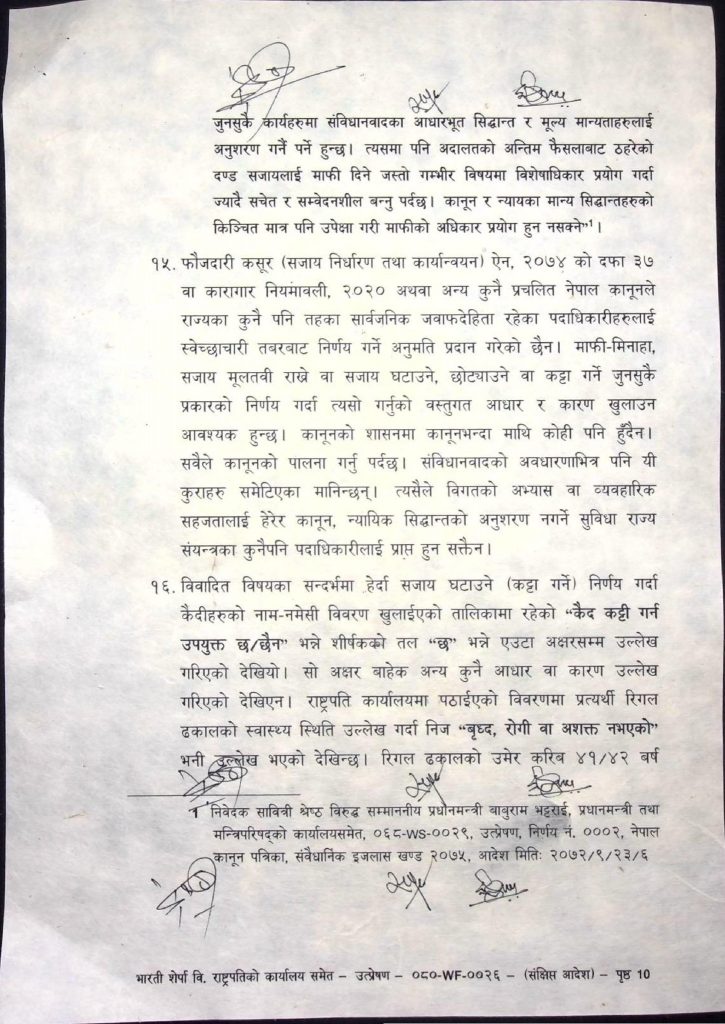 जुनसुकै कार्यहरुमा संविधानवादका आधारभूत सिद्धान्त र मूल्य मान्यताहरुलाई
अनुशरण गर्नै पर्ने हुन्छ। त्यसमा पनि अदालतको अन्तिम फैसलाबाट ठहरेको
दण्ड सजायलाई माफी दिने जस्तो गम्भीर विषयमा विशेषाधिकार प्रयोग गर्दा
ज्यादै सचेत र सम्वेदनशील बन्नु पर्दछ। कानून र न्यायका मान्य सिद्धान्तहरुको
किञ्चित मात्र पनि उपेक्षा गरी माफीको अधिकार प्रयोग हुन नसक्ने”¹।
१५. फौजदारी कसूर (सजाय निर्धारण तथा कार्यान्वयन) ऐन, २०७४ को दफा ३७
वा कारागार नियमावली, २०२० अथवा अन्य कुनै प्रचलित नेपाल कानूनले
राज्यका कुनै पनि तहका सार्वजनिक जवाफदेहिता रहेका पदाधिकारीहरुलाई
स्वेच्छाचारी तबरबाट निर्णय गर्ने अनुमति प्रदान गरेको छैन। माफी-मिनाहा,
सजाय मूलतवी राख्ने वा सजाय घटाउने, छोट्याउने वा कट्टा गर्ने जुनसुकै
प्रकारको निर्णय गर्दा त्यसो गर्नुको वस्तुगत आधार र कारण खुलाउन
आवश्यक हुन्छ। कानूनको शासनमा कानूनभन्दा माथि कोही पनि हुँदैन।
सवैले कानूनको पालना गर्नु पर्दछ। संविधानवादको अवधारणाभित्र पनि यी
कुराहरु समेटिएका मानिन्छन्। त्यसैले विगतको अभ्यास वा व्यवहारिक
सहजतालाई हेरेर कानून, न्यायिक सिद्धान्तको अनुशरण नगर्ने सुविधा राज्य
संयन्त्रका कुनैपनि पदाधिकारीलाई प्राप्त हुन सक्तैन।
१६. विवादित विषयका सन्दर्भमा हेर्दा सजाय घटाउने (कट्टा गर्ने) निर्णय गर्दा
कैदीहरुको नाम-नमेसी विवरण खुलाईएको तालिकामा रहेको “कैद कट्टी गर्न
उपयुक्त छ/छैन” भन्ने शीर्षकको तल “छ” भन्ने एउटा अक्षरसम्म उल्लेख
गरिएको देखियो। सो अक्षर बाहेक अन्य कुनै आधार वा कारण उल्लेख
गरिएको देखिएन। राष्ट्रपति कार्यालयमा पठाईएको विवरणमा प्रत्यर्थी रिगल
ढकालको स्वास्थ्य स्थिति उल्लेख गर्दा निज “बृध्द, रोगी वा अशक्त नभएको”
भनी उल्लेख भएको देखिन्छ। रिगल ढकालको उमेर करिब ४१/४२ बर्ष
1 निवेदक सावित्री श्रेष्ठ विरुद्ध सम्माननीय प्रधानमन्त्री बाबुराम भट्टराई, प्रधानमन्त्री तथा
मन्त्रिपरिषद्को कार्यालयसमेत, ०६८-WS-००२९, उत्प्रेषण, निर्णय नं. ०००२, नेपाल
कानून पत्रिका, संवैधानिक इजलास खण्ड २०७५, आदेश मितिः २०७२/९/२३/६
भारती शेर्पा वि. राष्ट्रपतिको कार्यालय समेत – उत्प्रेषण – ०८०-WF-००२६ – (संक्षिप्त आदेश) – पृष्ठ 10